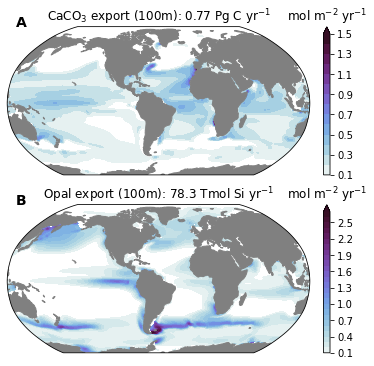 A
CaCO₃ export (100m): 0.77 Pg C yr⁻¹
mol m⁻² yr⁻¹
1.5
1.3
1.1
0.9
0.7
0.5
0.3
0.1
B
Opal export (100m): 78.3 Tmol Si yr⁻¹
mol m⁻² yr⁻¹
2.5
2.2
1.9
1.6
1.3
1.0
0.7
0.4
0.1